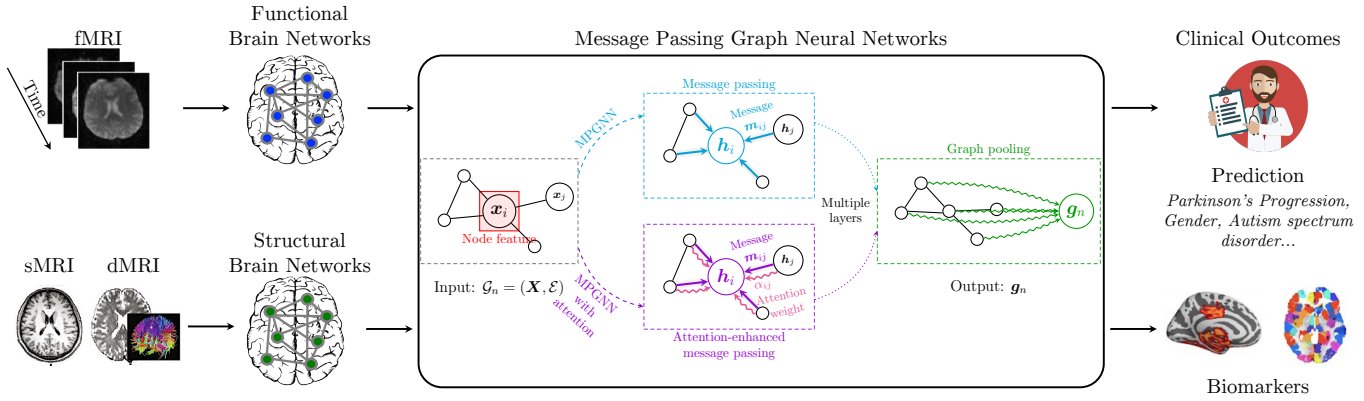 fMRI
Time
Functional
Brain Networks
sMRI
dMRI
Structural
Brain Networks
Message Passing Graph Neural Networks
x_i
x_j
Node feature
Input: 𝒢_n = (X, ℰ)
MPGNN
MPGNN
with
attention
Message passing
Message
m_ij
h_i
h_j
Message
m_ij
h_i
h_j
α_ij
Attention
weight
Attention-enhanced
message passing
Multiple
layers
Graph pooling
g_n
Output: g_n
Clinical Outcomes
Prediction
Parkinson's Progression,
Gender, Autism spectrum
disorder...
Biomarkers